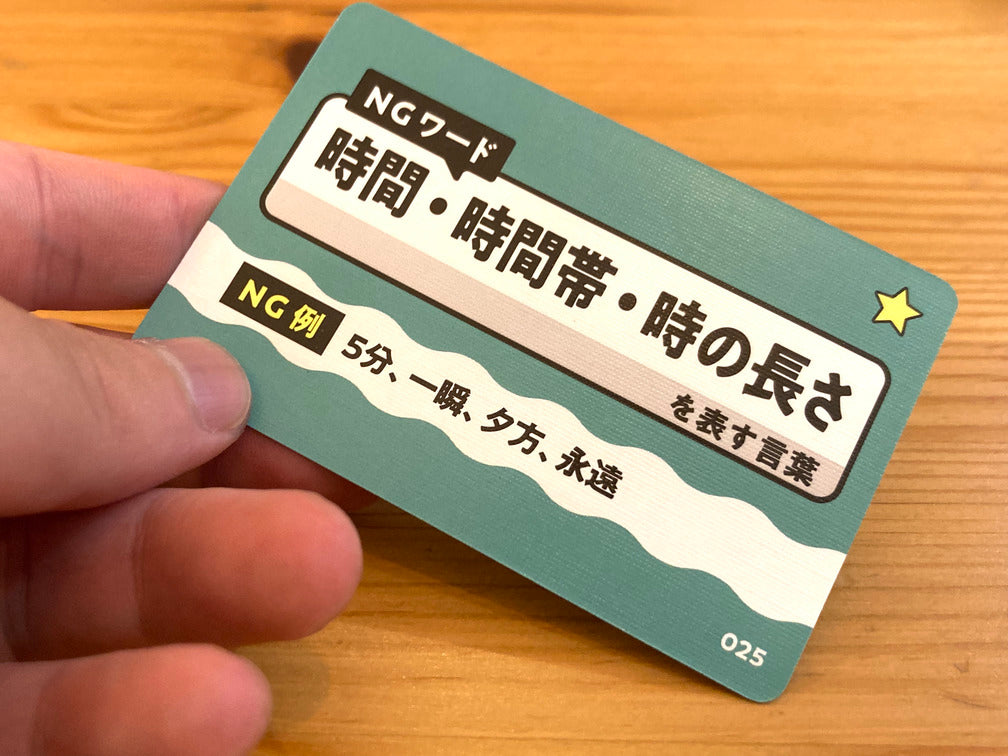 NGワード
時間・時間帯・時の長さ
を表す言葉
NG例
5分、一瞬、夕方、永遠
025